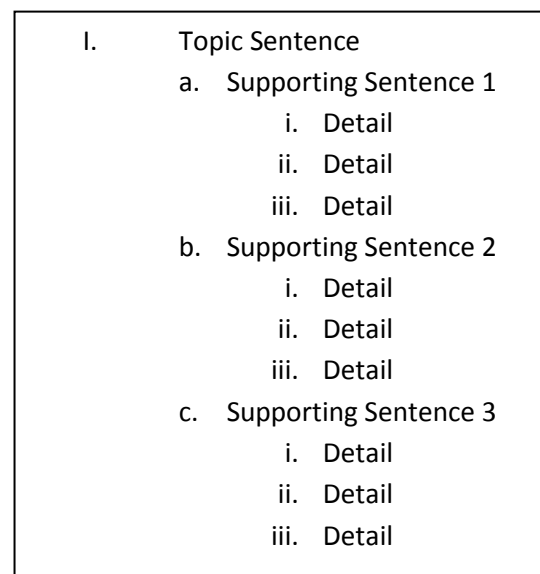 I. Topic Sentence
a. Supporting Sentence 1
i. Detail
ii. Detail
iii. Detail
b. Supporting Sentence 2
i. Detail
ii. Detail
iii. Detail
c. Supporting Sentence 3
i. Detail
ii. Detail
iii. Detail